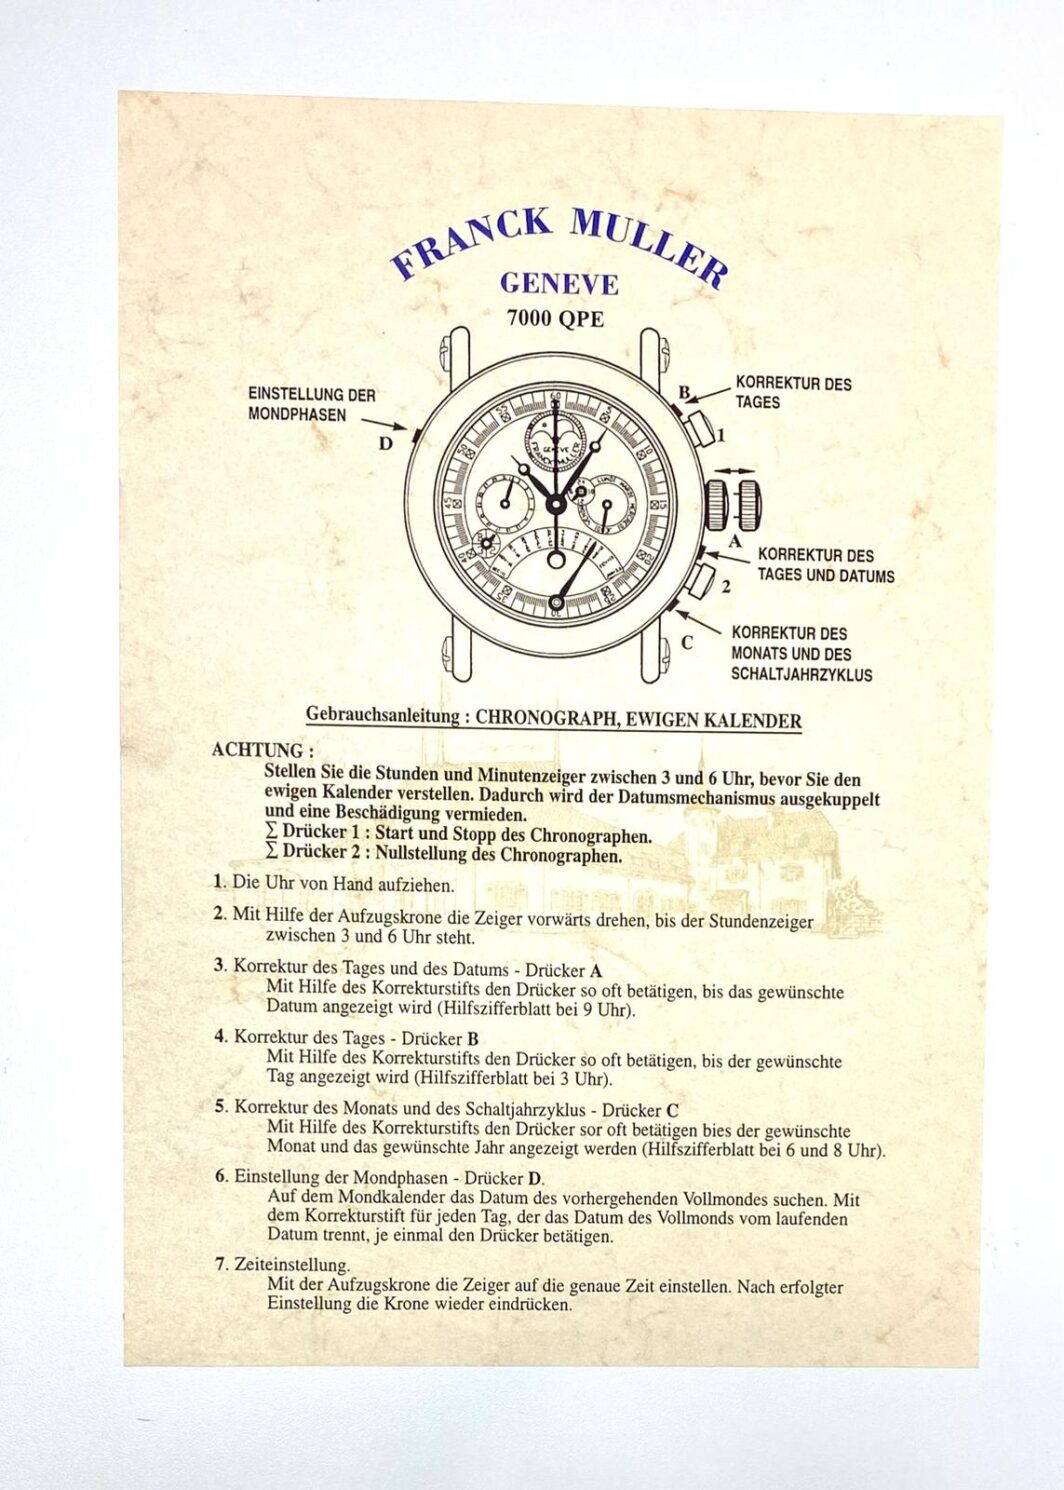 FRANCK MULLER
GENEVE
7000 QPE
EINSTELLUNG DER
MONDPHASEN
D
B
KORREKTUR DES
TAGES
1
A
KORREKTUR DES
TAGES UND DATUMS
2
C
KORREKTUR DES
MONATS UND DES
SCHALTJAHRZYKLUS
60
5
10
15
30
35
40
45
50
GENEVE
FRANCK MULLER
Gebrauchsanleitung : CHRONOGRAPH, EWIGEN KALENDER
ACHTUNG :
Stellen Sie die Stunden und Minutenzeiger zwischen 3 und 6 Uhr, bevor Sie den
ewigen Kalender verstellen. Dadurch wird der Datumsmechanismus ausgekuppelt
und eine Beschädigung vermieden.
∑ Drücker 1 : Start und Stopp des Chronographen.
∑ Drücker 2 : Nullstellung des Chronographen.
1. Die Uhr von Hand aufziehen.
2. Mit Hilfe der Aufzugskrone die Zeiger vorwärts drehen, bis der Stundenzeiger
zwischen 3 und 6 Uhr steht.
3. Korrektur des Tages und des Datums - Drücker A
Mit Hilfe des Korrekturstifts den Drücker so oft betätigen, bis das gewünschte
Datum angezeigt wird (Hilfszifferblatt bei 9 Uhr).
4. Korrektur des Tages - Drücker B
Mit Hilfe des Korrekturstifts den Drücker so oft betätigen, bis der gewünschte
Tag angezeigt wird (Hilfszifferblatt bei 3 Uhr).
5. Korrektur des Monats und des Schaltjahrzyklus - Drücker C
Mit Hilfe des Korrekturstifts den Drücker sor oft betätigen bies der gewünschte
Monat und das gewünschte Jahr angezeigt werden (Hilfszifferblatt bei 6 und 8 Uhr).
6. Einstellung der Mondphasen - Drücker D.
Auf dem Mondkalender das Datum des vorhergehenden Vollmondes suchen. Mit
dem Korrekturstift für jeden Tag, der das Datum des Vollmonds vom laufenden
Datum trennt, je einmal den Drücker betätigen.
7. Zeiteinstellung.
Mit der Aufzugskrone die Zeiger auf die genaue Zeit einstellen. Nach erfolgter
Einstellung die Krone wieder eindrücken.